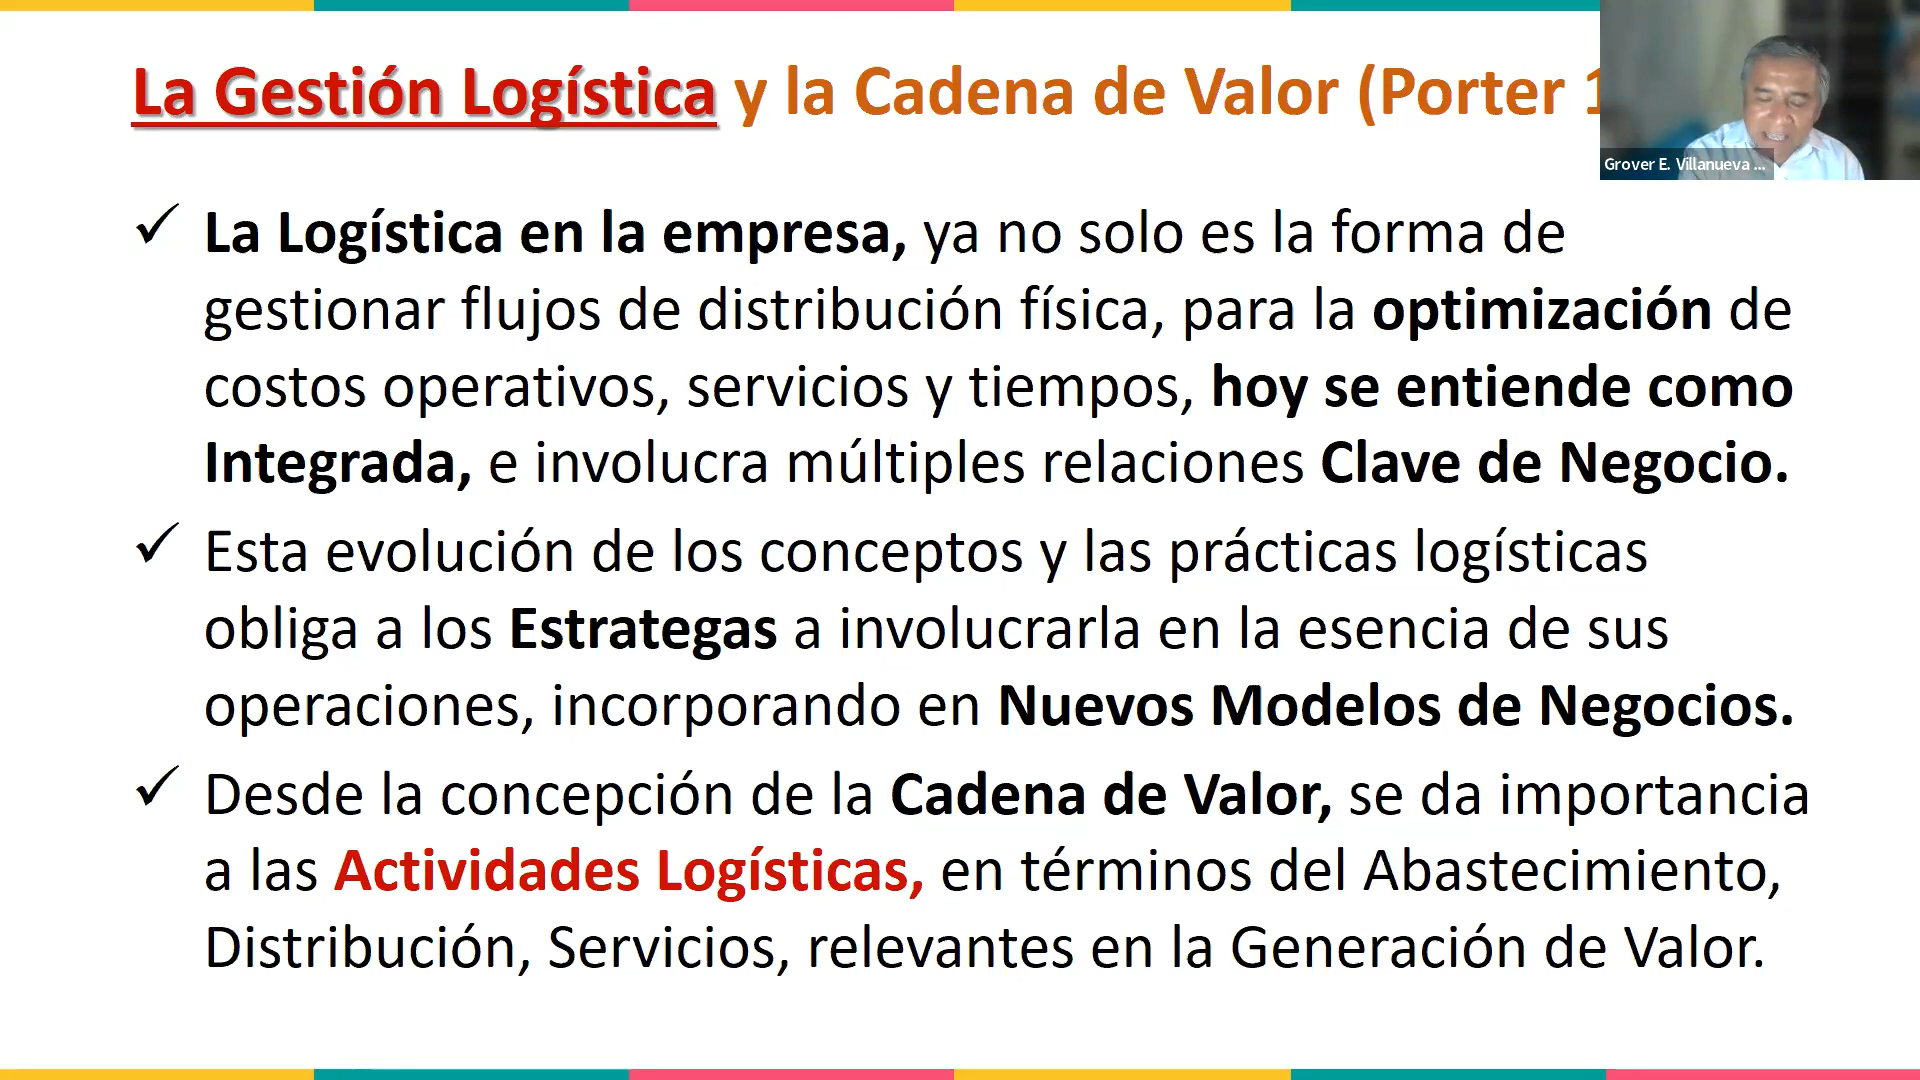 La Gestión Logística y la Cadena de Valor (Porter
Grover E. Villanueva ...
✓ La Logística en la empresa, ya no solo es la forma de
gestionar flujos de distribución física, para la optimización de
costos operativos, servicios y tiempos, hoy se entiende como
Integrada, e involucra múltiples relaciones Clave de Negocio.
✓ Esta evolución de los conceptos y las prácticas logísticas
obliga a los Estrategas a involucrarla en la esencia de sus
operaciones, incorporando en Nuevos Modelos de Negocios.
✓ Desde la concepción de la Cadena de Valor, se da importancia
a las Actividades Logísticas, en términos del Abastecimiento,
Distribución, Servicios, relevantes en la Generación de Valor.